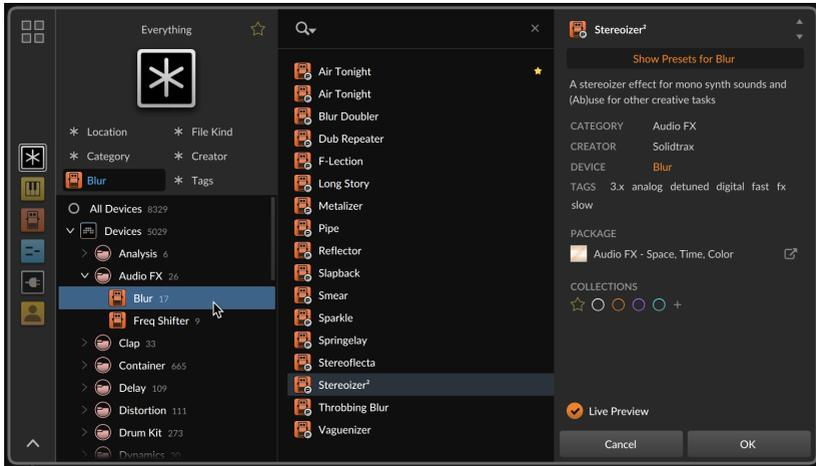 Everything
Location
File Kind
Category
Creator
Blur
Tags
All Devices 8329
Devices 5029
Analysis 6
Audio FX 26
Blur 17
Freq Shifter 9
Clap 33
Container 665
Delay 109
Distortion 111
Drum Kit 273
Dynamics 30
Air Tonight
Air Tonight
Blur Doubler
Dub Repeater
F-Lection
Long Story
Metalizer
Pipe
Reflector
Slapback
Smear
Sparkle
Springelay
Stereoflecta
Stereoizer²
Throbbing Blur
Vaguenizer
Stereoizer²
Show Presets for Blur
A stereoizer effect for mono synth sounds and
(Ab)use for other creative tasks
CATEGORY Audio FX
CREATOR Solidtrax
DEVICE Blur
TAGS 3.x analog detuned digital fast fx
slow
PACKAGE
Audio FX - Space, Time, Color
COLLECTIONS
Live Preview
Cancel
OK